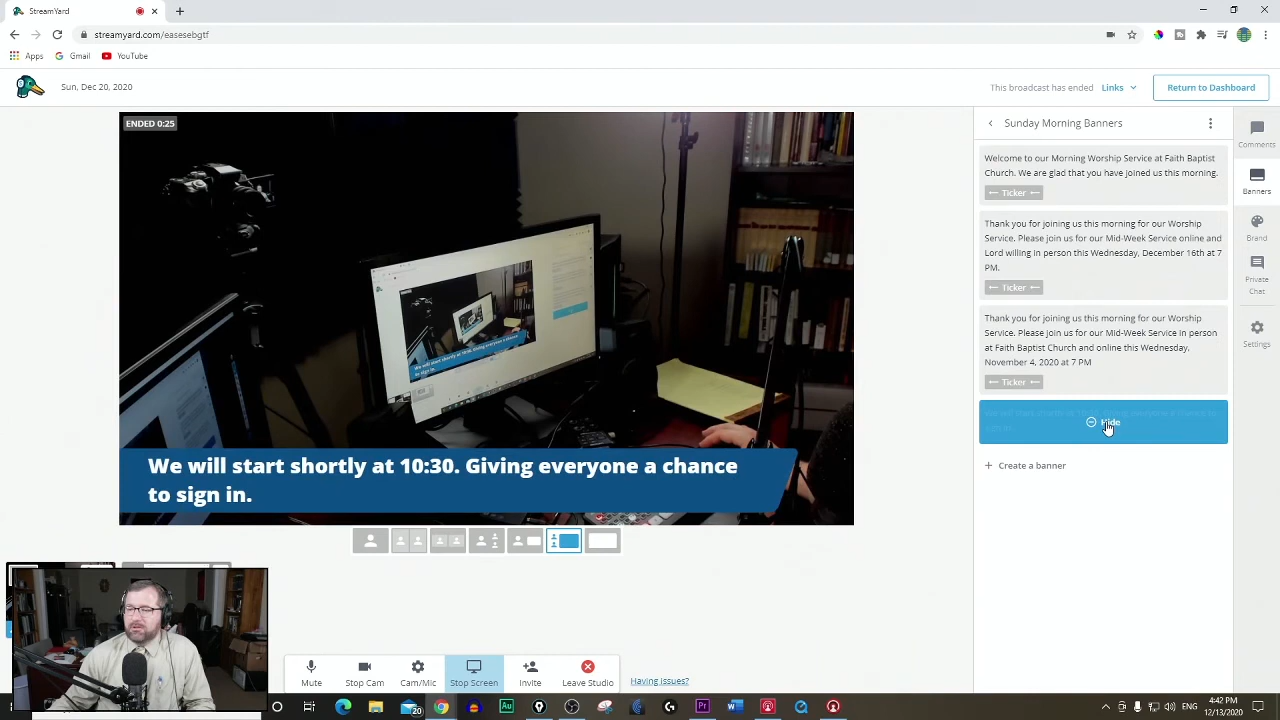 StreamYard
streamyard.com/easesebgtf
Apps
Gmail
YouTube
Sun, Dec 20, 2020
This broadcast has ended
Links
Return to Dashboard
ENDED 0:25
We will start shortly at 10:30. Giving everyone a chance
to sign in.
Sunday Morning Banners
Welcome to our Morning Worship Service at Faith Baptist
Church. We are glad that you have joined us this morning.
Ticker
Thank you for joining us this morning for our Worship
Service. Please join us for our Mid-Week Service online and
Lord willing in person this Wednesday, December 16th at 7
PM.
Ticker
Thank you for joining us this morning for our Worship
Service. Please join us for our Mid-Week Service in person
at Faith Baptist Church and online this Wednesday,
November 4, 2020 at 7 PM
Ticker
Hide
Create a banner
Comments
Banners
Brand
Private
Chat
Settings
Mute
Stop Cam
Cam/Mic
Stop Screen
Invite
Leave Studio
Having issues?
20
Au
Pr
ENG
4:42 PM
12/13/2020